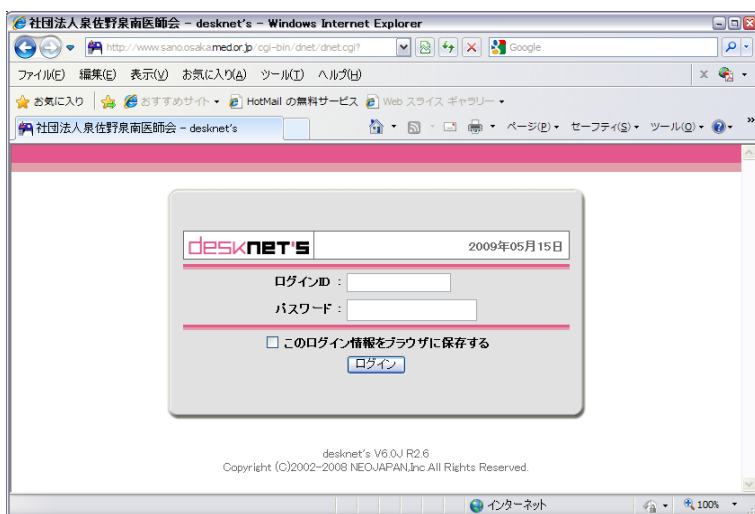 社団法人泉佐野泉南医師会 - desknet's - Windows Internet Explorer
http://www.sano.osaka.med.or.jp/cgi-bin/dnet/dnet.cgi?
Google
ファイル(F) 編集(E) 表示(V) お気に入り(A) ツール(T) ヘルプ(H)
お気に入り おすすめサイト HotMail の無料サービス Web スライス ギャラリー
社団法人泉佐野泉南医師会 - desknet's ページ(P) セーフティ(S) ツール(O) »
desknet's 2009年05月15日
ログインID :
パスワード :
このログイン情報をブラウザに保存する
ログイン
desknet's V6.0J R2.6
Copyright (C)2002-2008 NEOJAPAN,Inc.All Rights Reserved.
インターネット 100%